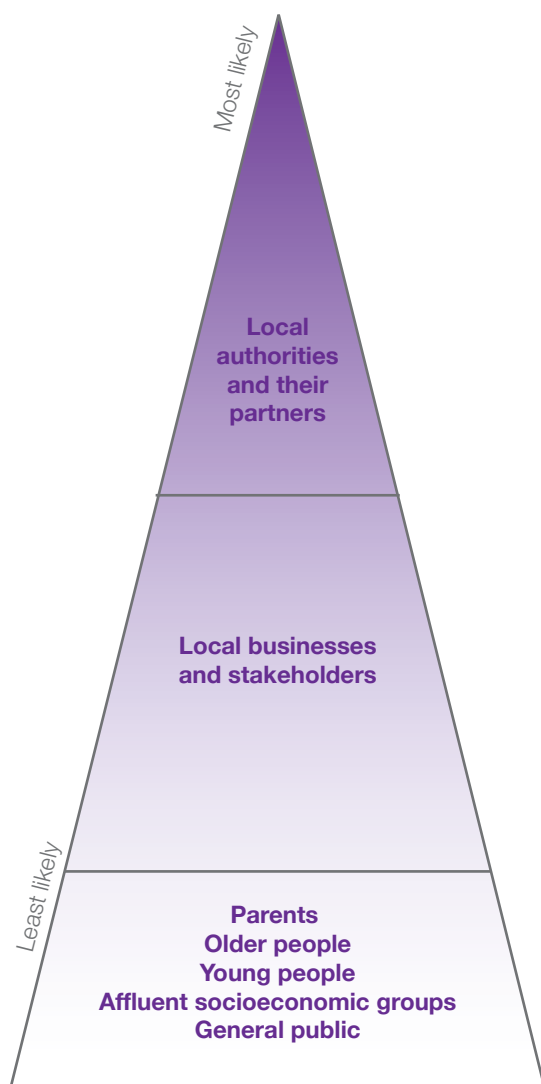 Most likely
Local
authorities
and their
partners
Local businesses
and stakeholders
Least likely
Parents
Older people
Young people
Affluent socioeconomic groups
General public